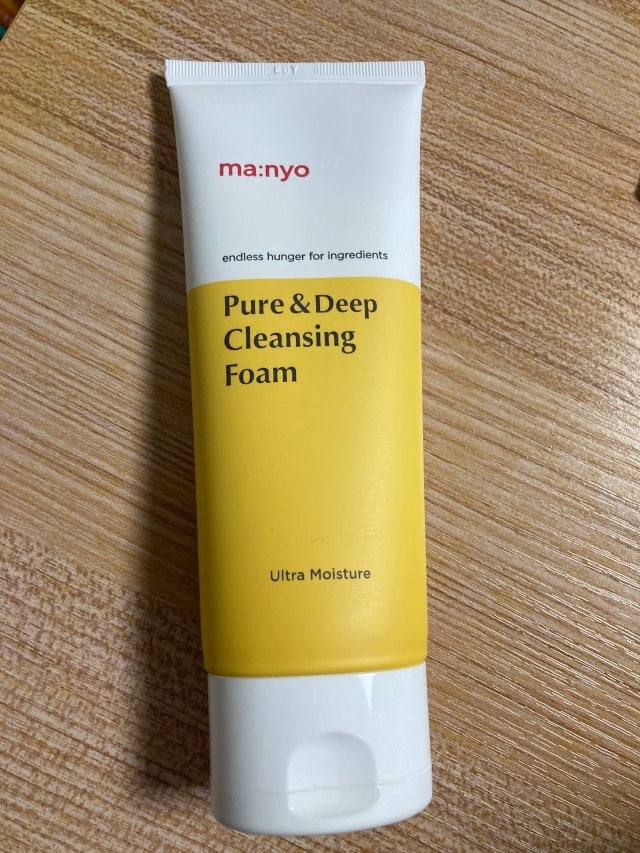 ma:nyo
endless hunger for ingredients
Pure & Deep
Cleansing
Foam
Ultra Moisture